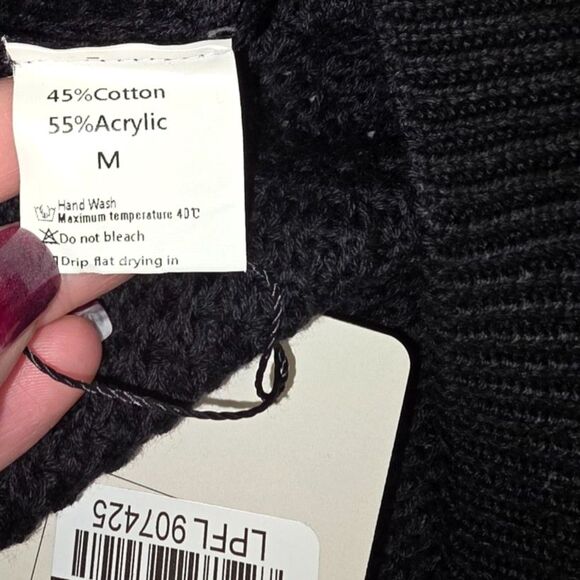 45%Cotton
55%Acrylic
M
Hand Wash
Maximum temperature 40℃
Do not bleach
Drip flat drying in
LPFL 907425